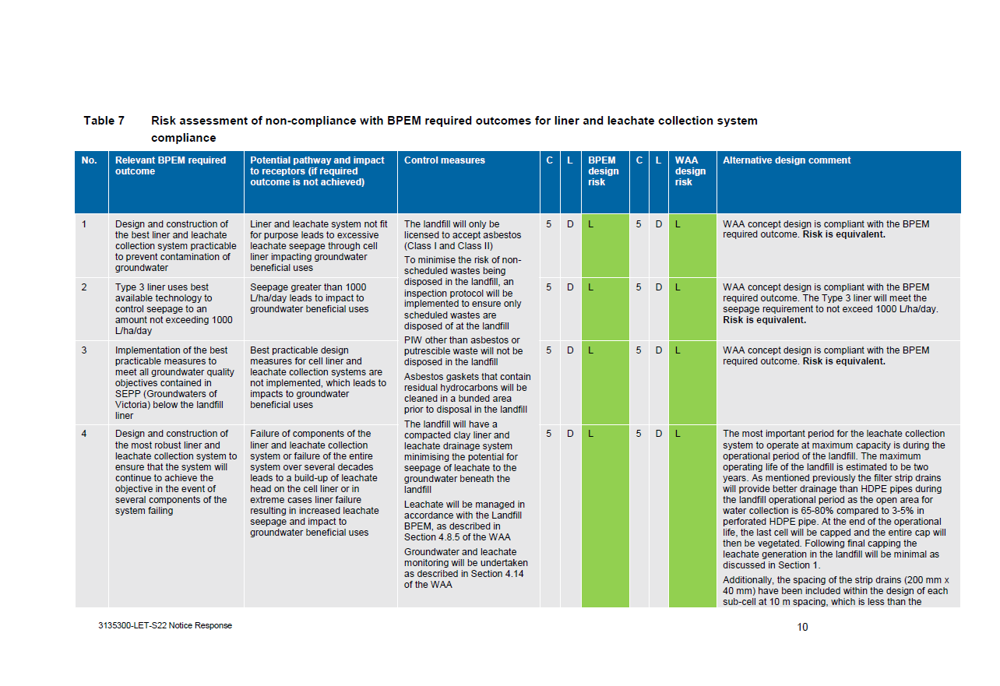 Table 7 Risk assessment of non-compliance with BPEM required outcomes for liner and leachate collection system
compliance
No.
Relevant BPEM required
outcome
Potential pathway and impact
to receptors (if required
outcome is not achieved)
Control measures
C
L
BPEM
design
risk
C
L
WAA
design
risk
Alternative design comment
1
Design and construction of
the best liner and leachate
collection system practicable
to prevent contamination of
groundwater
Liner and leachate system not fit
for purpose leads to excessive
leachate seepage through cell
liner impacting groundwater
beneficial uses
The landfill will only be
licensed to accept asbestos
(Class I and Class II)
To minimise the risk of non-
scheduled wastes being
disposed in the landfill, an
inspection protocol will be
implemented to ensure only
scheduled wastes are
disposed of at the landfill
PIW other than asbestos or
putrescible waste will not be
disposed in the landfill
Asbestos gaskets that contain
residual hydrocarbons will be
cleaned in a bunded area
prior to disposal in the landfill
The landfill will have a
compacted clay liner and
leachate drainage system
minimising the potential for
seepage of leachate to the
groundwater beneath the
landfill
Leachate will be managed in
accordance with the Landfill
BPEM, as described in
Section 4.8.5 of the WAA
Groundwater and leachate
monitoring will be undertaken
as described in Section 4.14
of the WAA
5
D
L
5
D
L
WAA concept design is compliant with the BPEM
required outcome. Risk is equivalent.
2
Type 3 liner uses best
available technology to
control seepage to an
amount not exceeding 1000
L/ha/day
Seepage greater than 1000
L/ha/day leads to impact to
groundwater beneficial uses
5
D
L
5
D
L
WAA concept design is compliant with the BPEM
required outcome. The Type 3 liner will meet the
seepage requirement to not exceed 1000 L/ha/day.
Risk is equivalent.
3
Implementation of the best
practicable measures to
meet all groundwater quality
objectives contained in
SEPP (Groundwaters of
Victoria) below the landfill
liner
Best practicable design
measures for cell liner and
leachate collection systems are
not implemented, which leads to
impacts to groundwater
beneficial uses
5
D
L
5
D
L
WAA concept design is compliant with the BPEM
required outcome. Risk is equivalent.
4
Design and construction of
the most robust liner and
leachate collection system to
ensure that the system will
continue to achieve the
objective in the event of
several components of the
system failing
Failure of components of the
liner and leachate collection
system or failure of the entire
system over several decades
leads to a build-up of leachate
head on the cell liner or in
extreme cases liner failure
resulting in increased leachate
seepage and impact to
groundwater beneficial uses
5
D
L
5
D
L
The most important period for the leachate collection
system to operate at maximum capacity is during the
operational period of the landfill. The maximum
operating life of the landfill is estimated to be two
years. As mentioned previously the filter strip drains
will provide better drainage than HDPE pipes during
the landfill operational period as the open area for
water collection is 65-80% compared to 3-5% in
perforated HDPE pipe. At the end of the operational
life, the last cell will be capped and the entire cap will
then be vegetated. Following final capping the
leachate generation in the landfill will be minimal as
discussed in Section 1.
Additionally, the spacing of the strip drains (200 mm x
40 mm) have been included within the design of each
sub-cell at 10 m spacing, which is less than the
3135300-LET-S22 Notice Response
10